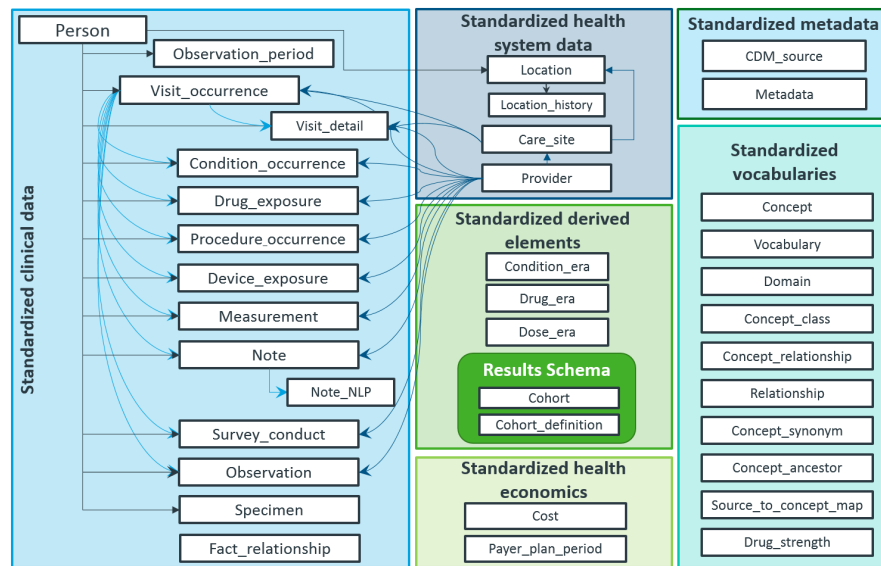 Standardized clinical data
Person
Observation_period
Visit_occurrence
Visit_detail
Condition_occurrence
Drug_exposure
Procedure_occurrence
Device_exposure
Measurement
Note
Note_NLP
Survey_conduct
Observation
Specimen
Fact_relationship
Standardized health
system data
Location
Location_history
Care_site
Provider
Standardized derived
elements
Condition_era
Drug_era
Dose_era
Results Schema
Cohort
Cohort_definition
Standardized health
economics
Cost
Payer_plan_period
Standardized metadata
CDM_source
Metadata
Standardized
vocabularies
Concept
Vocabulary
Domain
Concept_class
Concept_relationship
Relationship
Concept_synonym
Concept_ancestor
Source_to_concept_map
Drug_strength